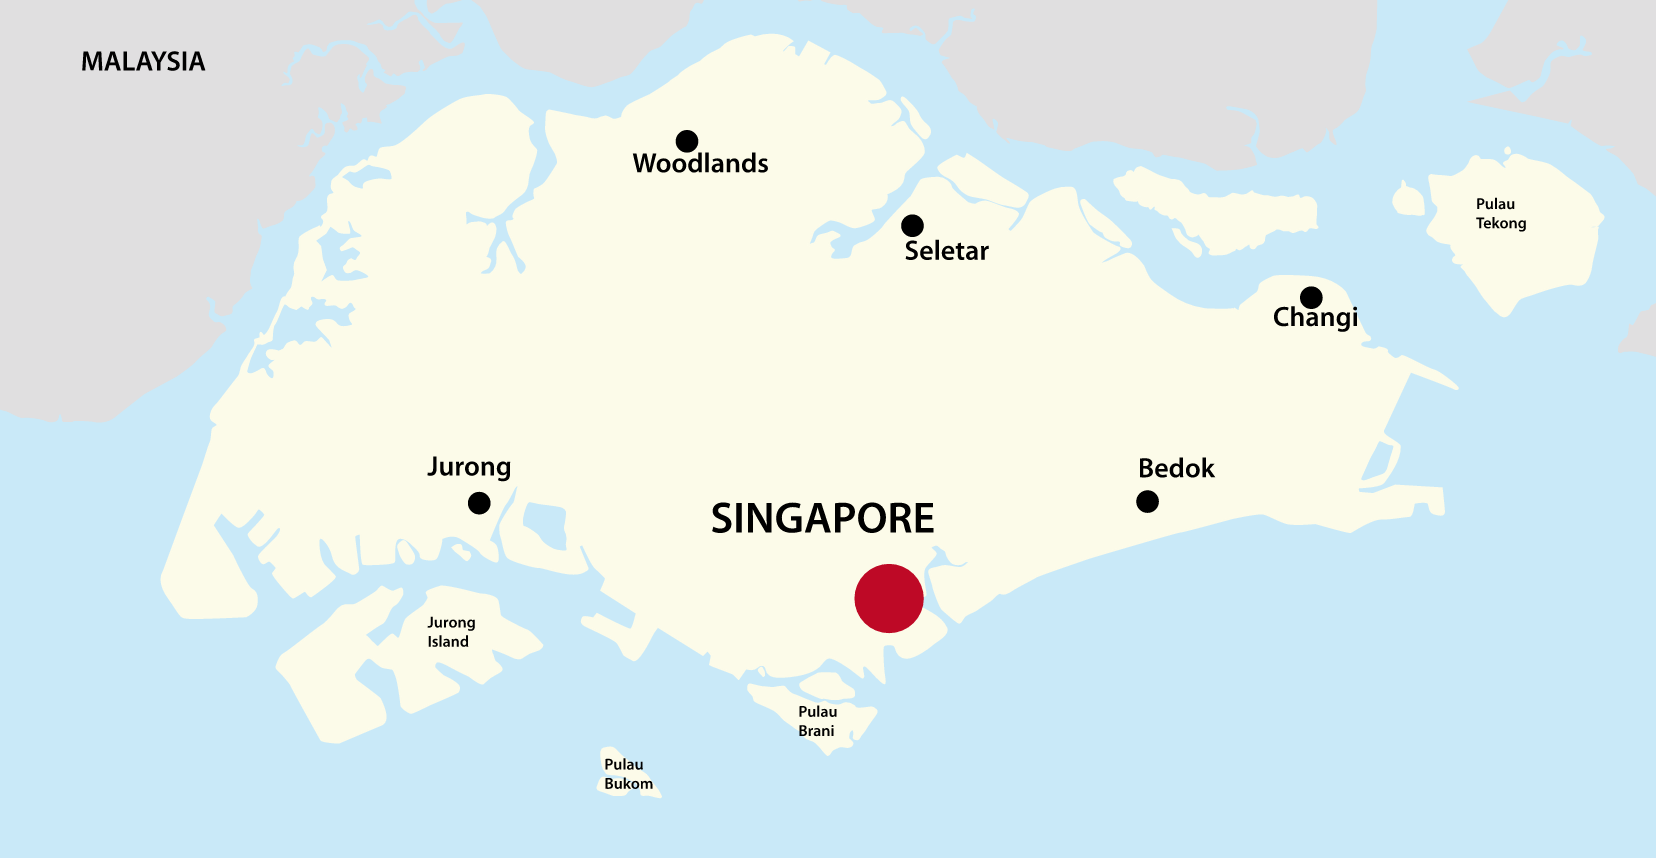 MALAYSIA
Woodlands
Pulau
Tekong
Seletar
Changi
Jurong
Bedok
SINGAPORE
Jurong
Island
Pulau
Brani
Pulau
Bukom